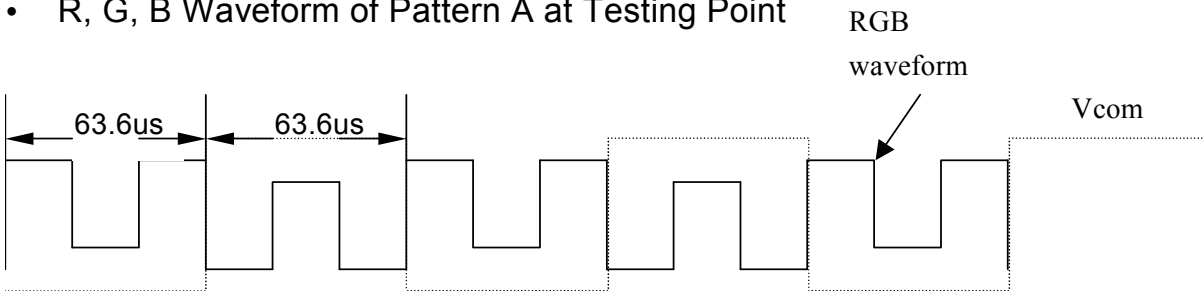 • R, G, B Waveform of Pattern A at Testing Point
RGB
waveform
Vcom
63.6us
63.6us